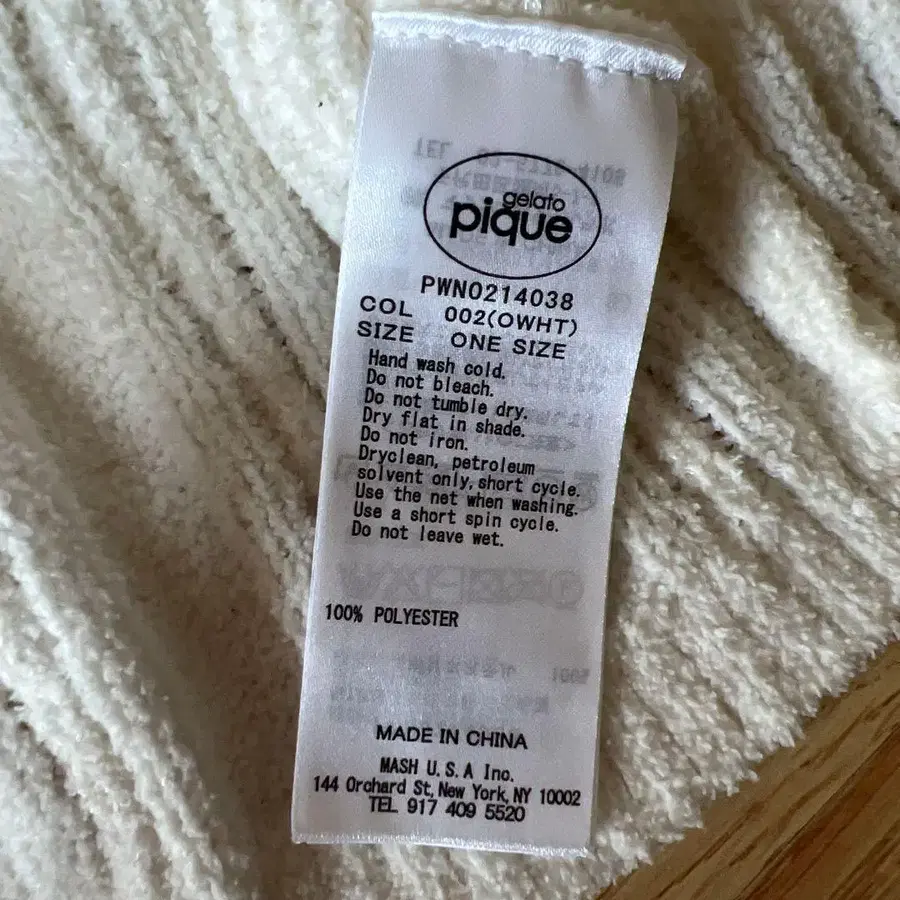 gelato
pique
PWN0214038
COL 002(OWHT)
SIZE ONE SIZE
Hand wash cold.
Do not bleach.
Do not tumble dry.
Dry flat in shade.
Do not iron.
Dryclean, petroleum
solvent only, short cycle.
Use the net when washing.
Use a short spin cycle.
Do not leave wet.
100% POLYESTER
MADE IN CHINA
MASH U.S.A Inc.
144 Orchard St, New York, NY 10002
TEL 917 409 5520